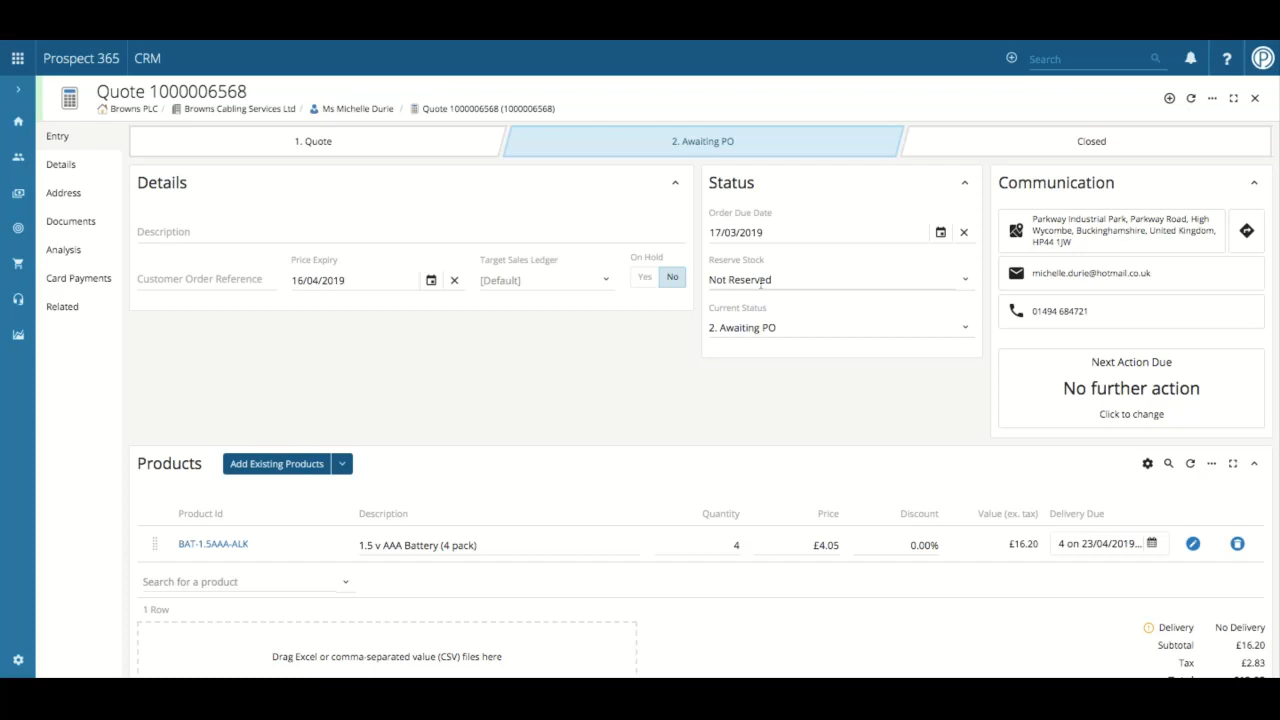 Prospect 365
CRM
Search
?
Quote 1000006568
Browns PLC / Browns Cabling Services Ltd / Ms Michelle Durie / Quote 1000006568 (1000006568)
Entry
Details
Address
Documents
Analysis
Card Payments
Related
1. Quote
2. Awaiting PO
Closed
Details
Description
Customer Order Reference
Price Expiry
16/04/2019
Target Sales Ledger
[Default]
On Hold
Yes No
Status
Order Due Date
17/03/2019
Reserve Stock
Not Reserved
Current Status
2. Awaiting PO
Communication
Parkway Industrial Park, Parkway Road, High
Wycombe, Buckinghamshire, United Kingdom,
HP44 1JW
michelle.durie@hotmail.co.uk
01494 684721
Next Action Due
No further action
Click to change
Products
Add Existing Products
Product Id Description Quantity Price Discount Value (ex. tax) Delivery Due
BAT-1.5AAA-ALK 1.5 v AAA Battery (4 pack) 4 £4.05 0.00% £16.20 4 on 23/04/2019...
Search for a product
1 Row
Drag Excel or comma-separated value (CSV) files here
Delivery No Delivery
Subtotal £16.20
Tax £2.83